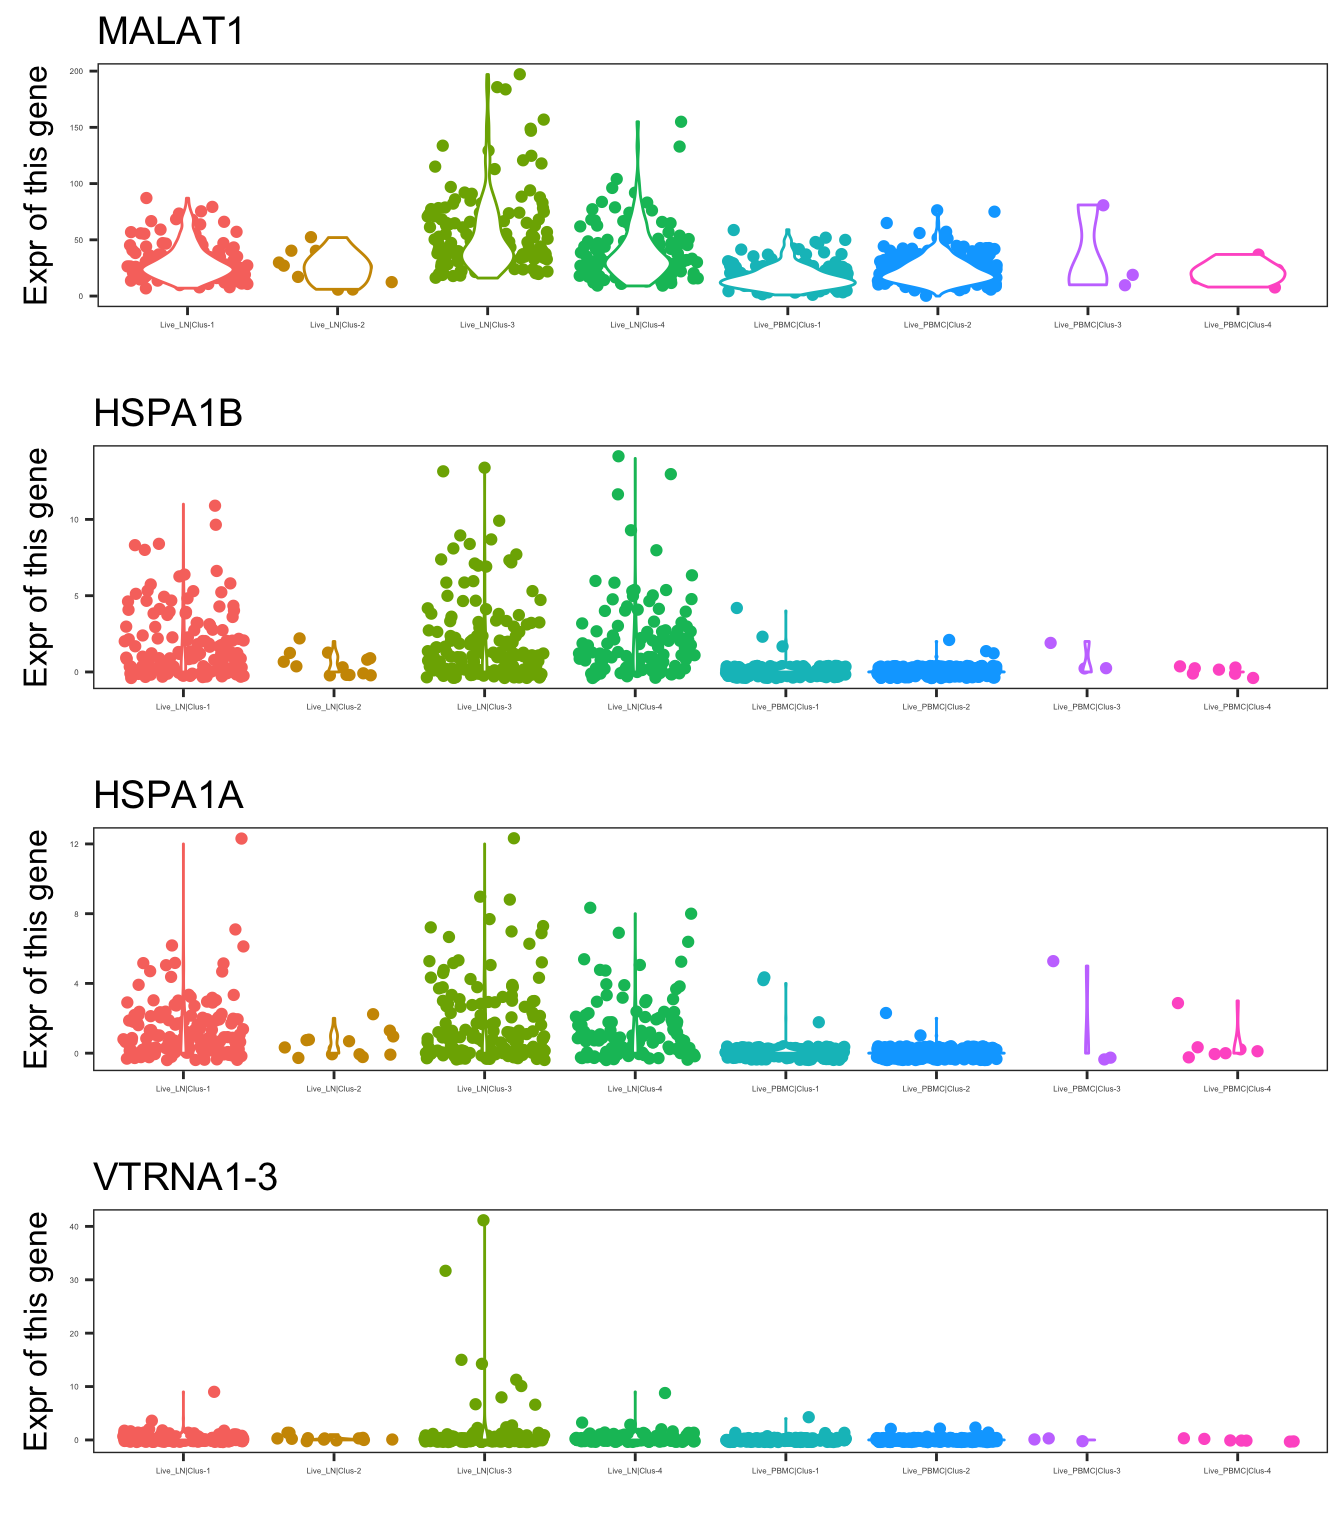 MALAT1
Expr of this gene
200
150
100
50
0
Live_LN|Clus-1 Live_LN|Clus-2 Live_LN|Clus-3 Live_LN|Clus-4 Live_PBMC|Clus-1 Live_PBMC|Clus-2 Live_PBMC|Clus-3 Live_PBMC|Clus-4
HSPA1B
Expr of this gene
10
5
0
Live_LN|Clus-1 Live_LN|Clus-2 Live_LN|Clus-3 Live_LN|Clus-4 Live_PBMC|Clus-1 Live_PBMC|Clus-2 Live_PBMC|Clus-3 Live_PBMC|Clus-4
HSPA1A
Expr of this gene
12
8
4
0
Live_LN|Clus-1 Live_LN|Clus-2 Live_LN|Clus-3 Live_LN|Clus-4 Live_PBMC|Clus-1 Live_PBMC|Clus-2 Live_PBMC|Clus-3 Live_PBMC|Clus-4
VTRNA1-3
Expr of this gene
40
30
20
10
0
Live_LN|Clus-1 Live_LN|Clus-2 Live_LN|Clus-3 Live_LN|Clus-4 Live_PBMC|Clus-1 Live_PBMC|Clus-2 Live_PBMC|Clus-3 Live_PBMC|Clus-4